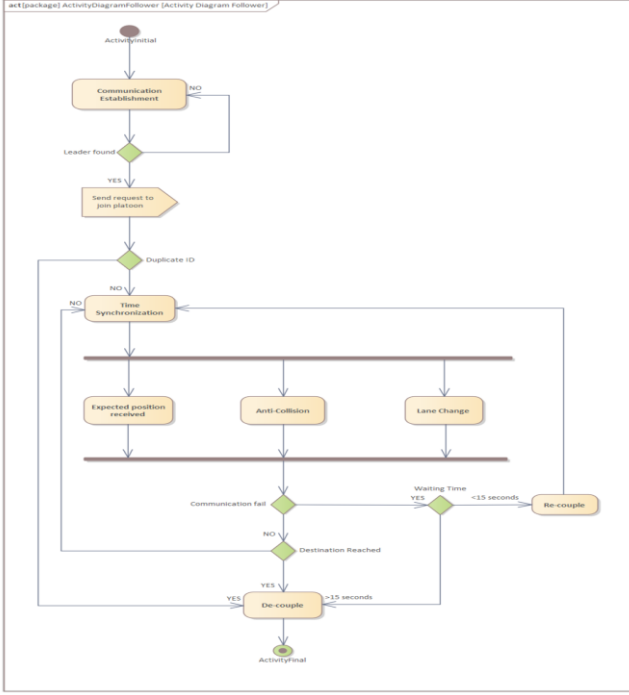 act [package] ActivityDiagramFollower [Activity Diagram Follower]
ActivityInitial
Communication
Establishment
NO
Leader found
YES
Send request to
join platoon
Duplicate ID
NO
NO
Time
Synchronization
Expected position
received
Anti-Collision
Lane Change
Waiting Time
Communication fail
YES
<15 seconds
Re-couple
NO
Destination Reached
YES
YES
>15 seconds
De-couple
ActivityFinal